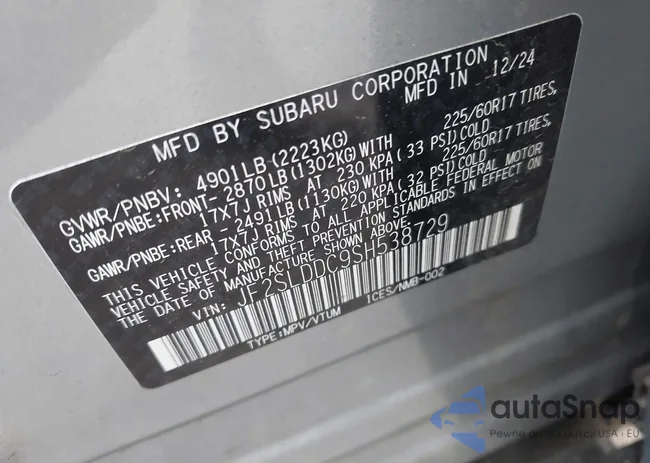 MFD BY SUBARU CORPORATION
MFD IN 12/24
GVWR/PNBV: 4901LB(2223KG)
GAWR/PNBE:FRONT- 2870LB(1302KG)WITH 225/60R17 TIRES,
17X7J RIMS AT 230 KPA(33 PSI)COLD
GAWR/PNBE:REAR - 2491LB(1130KG)WITH 225/60R17 TIRES,
17X7J RIMS AT 220 KPA(32 PSI)COLD
THIS VEHICLE CONFORMS TO ALL APPLICABLE FEDERAL MOTOR
VEHICLE SAFETY AND THEFT PREVENTION STANDARDS IN EFFECT ON
THE DATE OF MANUFACTURE SHOWN ABOVE.
VIN: JF2SLDDC9SH538729
TYPE:MPV/VTUM ICES/NMB-002
autaSnap
Pewne USA i EU